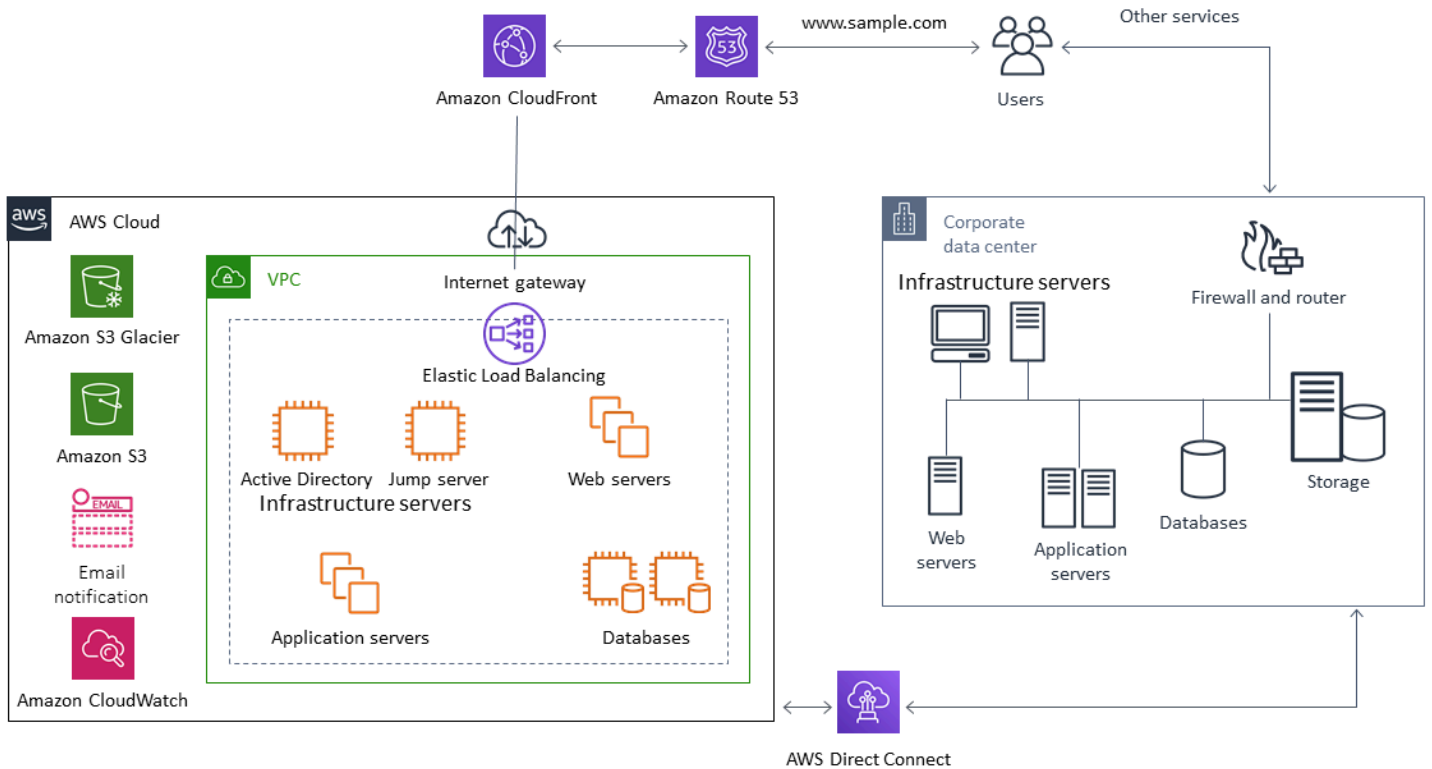 www.sample.com
Other services
53
Amazon CloudFront
Amazon Route 53
Users
aws
AWS Cloud
Corporate
data center
VPC
Internet gateway
Infrastructure servers
Firewall and router
Amazon S3 Glacier
Elastic Load Balancing
Amazon S3
Active Directory
Jump server
Web servers
Infrastructure servers
Storage
EMAIL
Databases
Web
servers
Application
servers
Email
notification
Application servers
Databases
Amazon CloudWatch
AWS Direct Connect